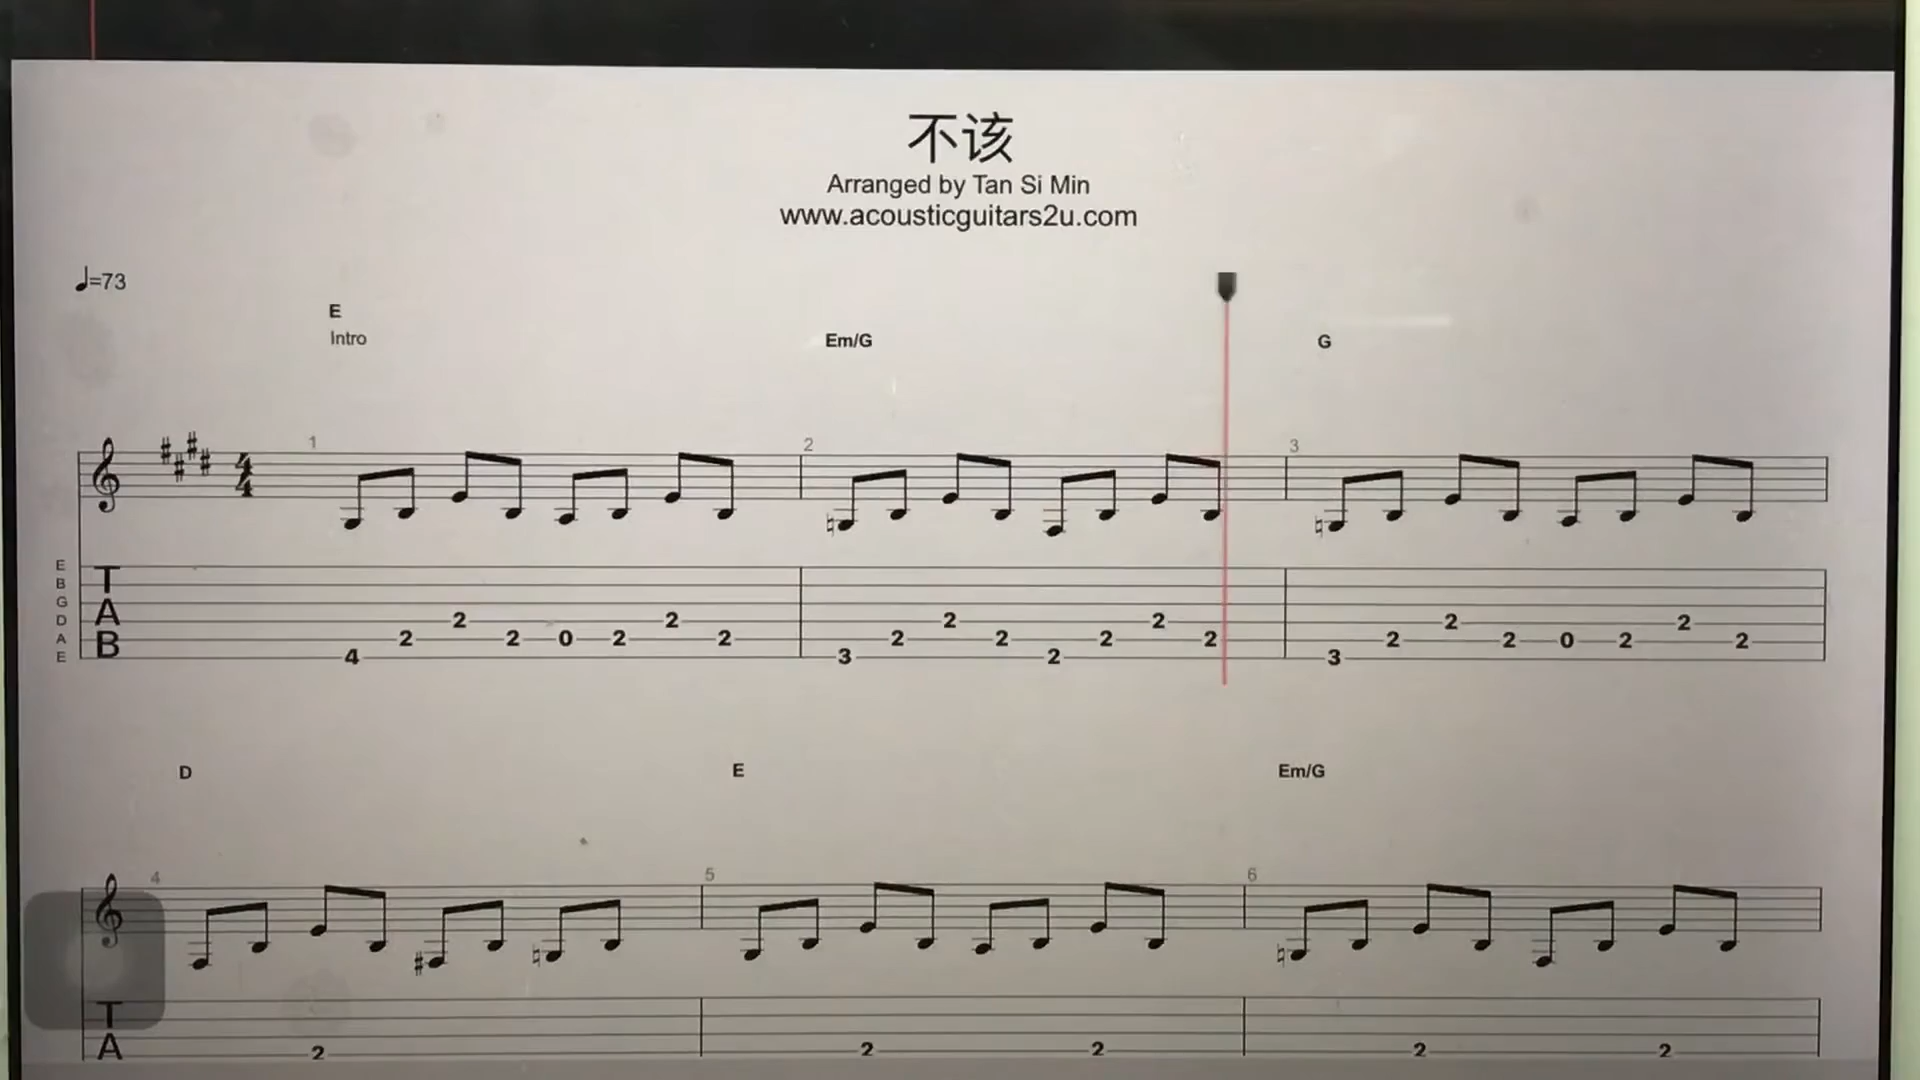 不该
Arranged by Tan Si Min
www.acousticguitars2u.com
♩=73
E
Intro
Em/G
G
1
2
3
4
4
E
B
G
D
A
E
T
A
B
4 2 2 2 0 2 2 2
3 2 2 2 2 2 2 2
3 2 2 2 0 2 2 2
D
E
Em/G
4
5
6
T
A
2
2 2
2 2